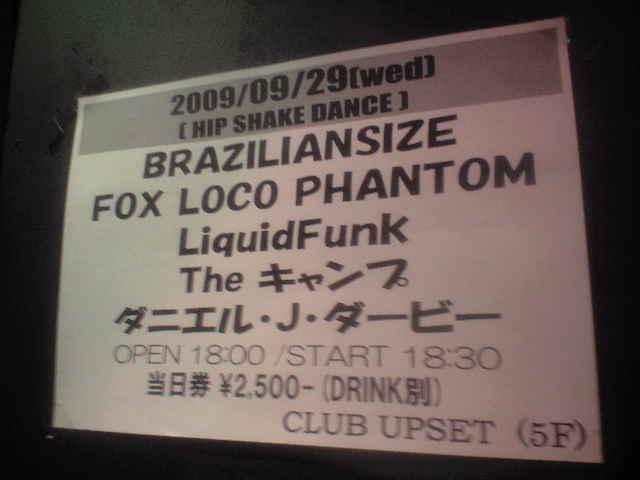 2009/09/29(wed)
[ HIP SHAKE DANCE ]
BRAZILIANSIZE
FOX LOCO PHANTOM
LiquidFunk
The キャンプ
ダニエル・J・ダービー
OPEN 18:00 /START 18:30
当日券 ¥2,500- (DRINK別)
CLUB UPSET (5F)